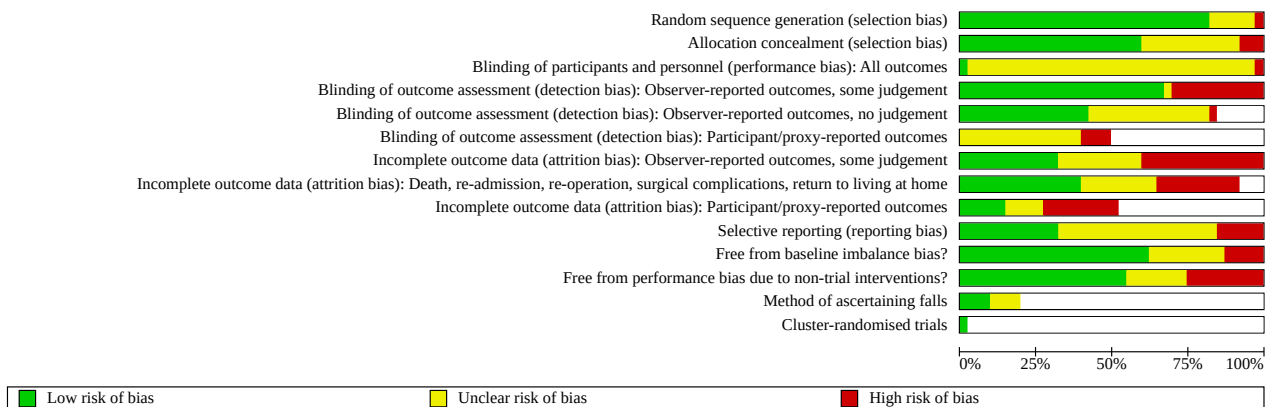 Random sequence generation (selection bias)
Allocation concealment (selection bias)
Blinding of participants and personnel (performance bias): All outcomes
Blinding of outcome assessment (detection bias): Observer-reported outcomes, some judgement
Blinding of outcome assessment (detection bias): Observer-reported outcomes, no judgement
Blinding of outcome assessment (detection bias): Participant/proxy-reported outcomes
Incomplete outcome data (attrition bias): Observer-reported outcomes, some judgement
Incomplete outcome data (attrition bias): Death, re-admission, re-operation, surgical complications, return to living at home
Incomplete outcome data (attrition bias): Participant/proxy-reported outcomes
Selective reporting (reporting bias)
Free from baseline imbalance bias?
Free from performance bias due to non-trial interventions?
Method of ascertaining falls
Cluster-randomised trials
0% 25% 50% 75% 100%
Low risk of bias Unclear risk of bias High risk of bias